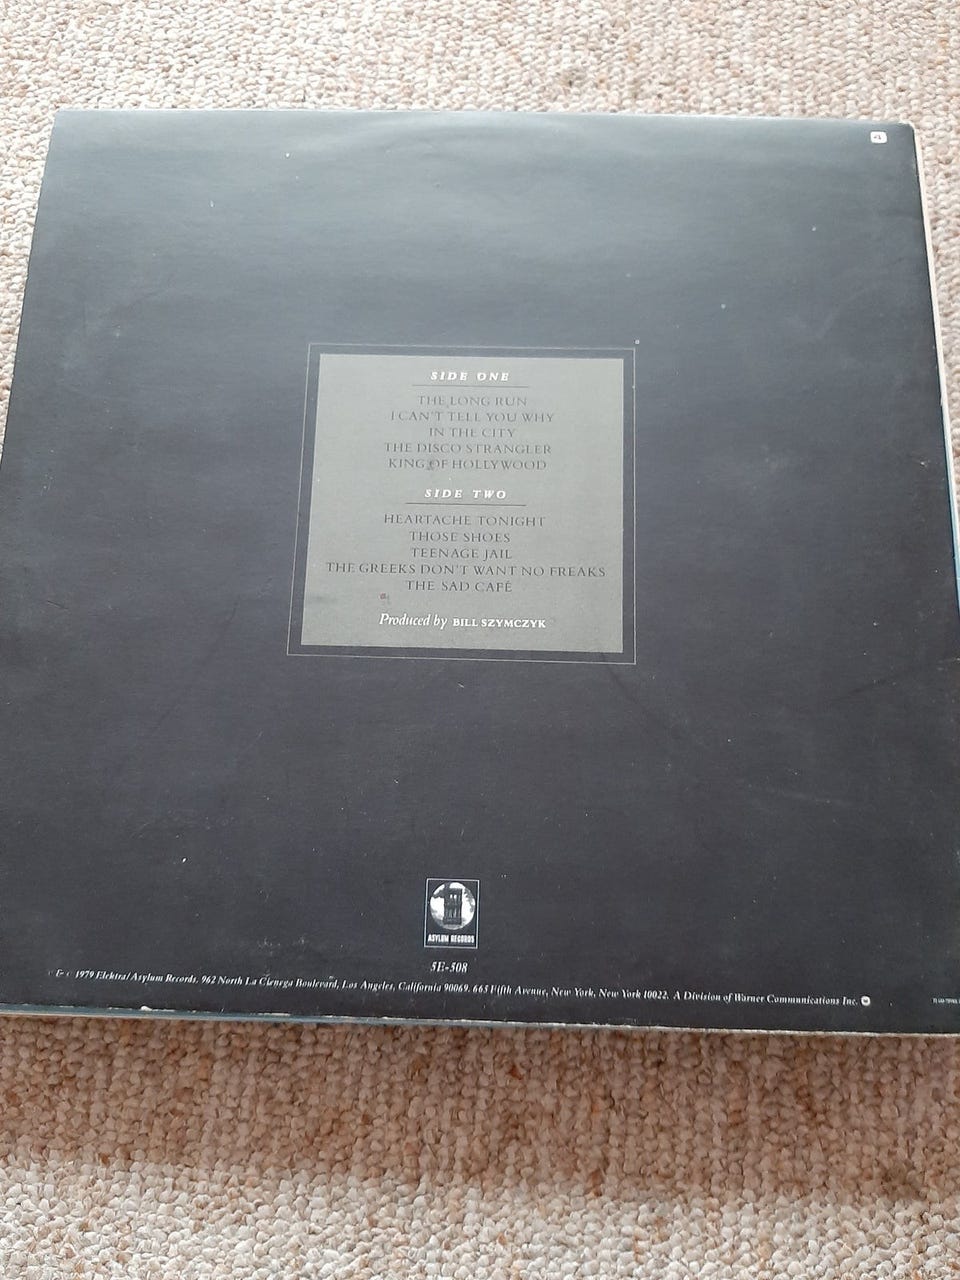 SIDE ONE
THE LONG RUN
I CAN'T TELL YOU WHY
IN THE CITY
THE DISCO STRANGLER
KING OF HOLLYWOOD
SIDE TWO
HEARTACHE TONIGHT
THOSE SHOES
TEENAGE JAIL
THE GREEKS DON'T WANT NO FREAKS
THE SAD CAFÉ
Produced by BILL SZYMCZYK
ASYLUM RECORDS
5E-508
1979 Elektra/Asylum Records, 962 North La Cienega Boulevard, Los Angeles, California 90069. 665 Fifth Avenue, New York, New York 10022. A Division of Warner Communications Inc.